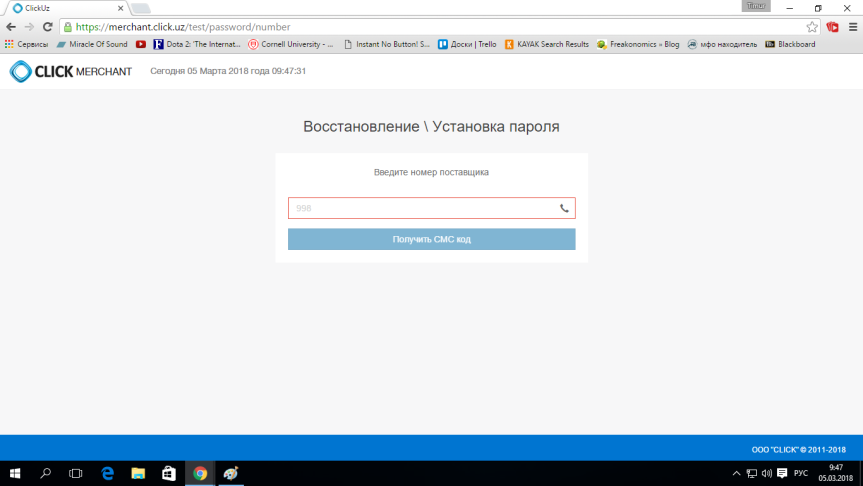 ClickUz
Timur
https://merchant.click.uz/test/password/number
Сервисы Miracle Of Sound Dota 2: 'The Internat... Cornell University - ... Instant No Button! S... Доски | Trello KAYAK Search Results Freakonomics » Blog мфо находитель Blackboard
CLICK MERCHANT Сегодня 05 Марта 2018 года 09:47:31
Восстановление \ Установка пароля
Введите номер поставщика
998
Получить СМС код
ООО "CLICK" © 2011-2018
РУС
9:47
05.03.2018